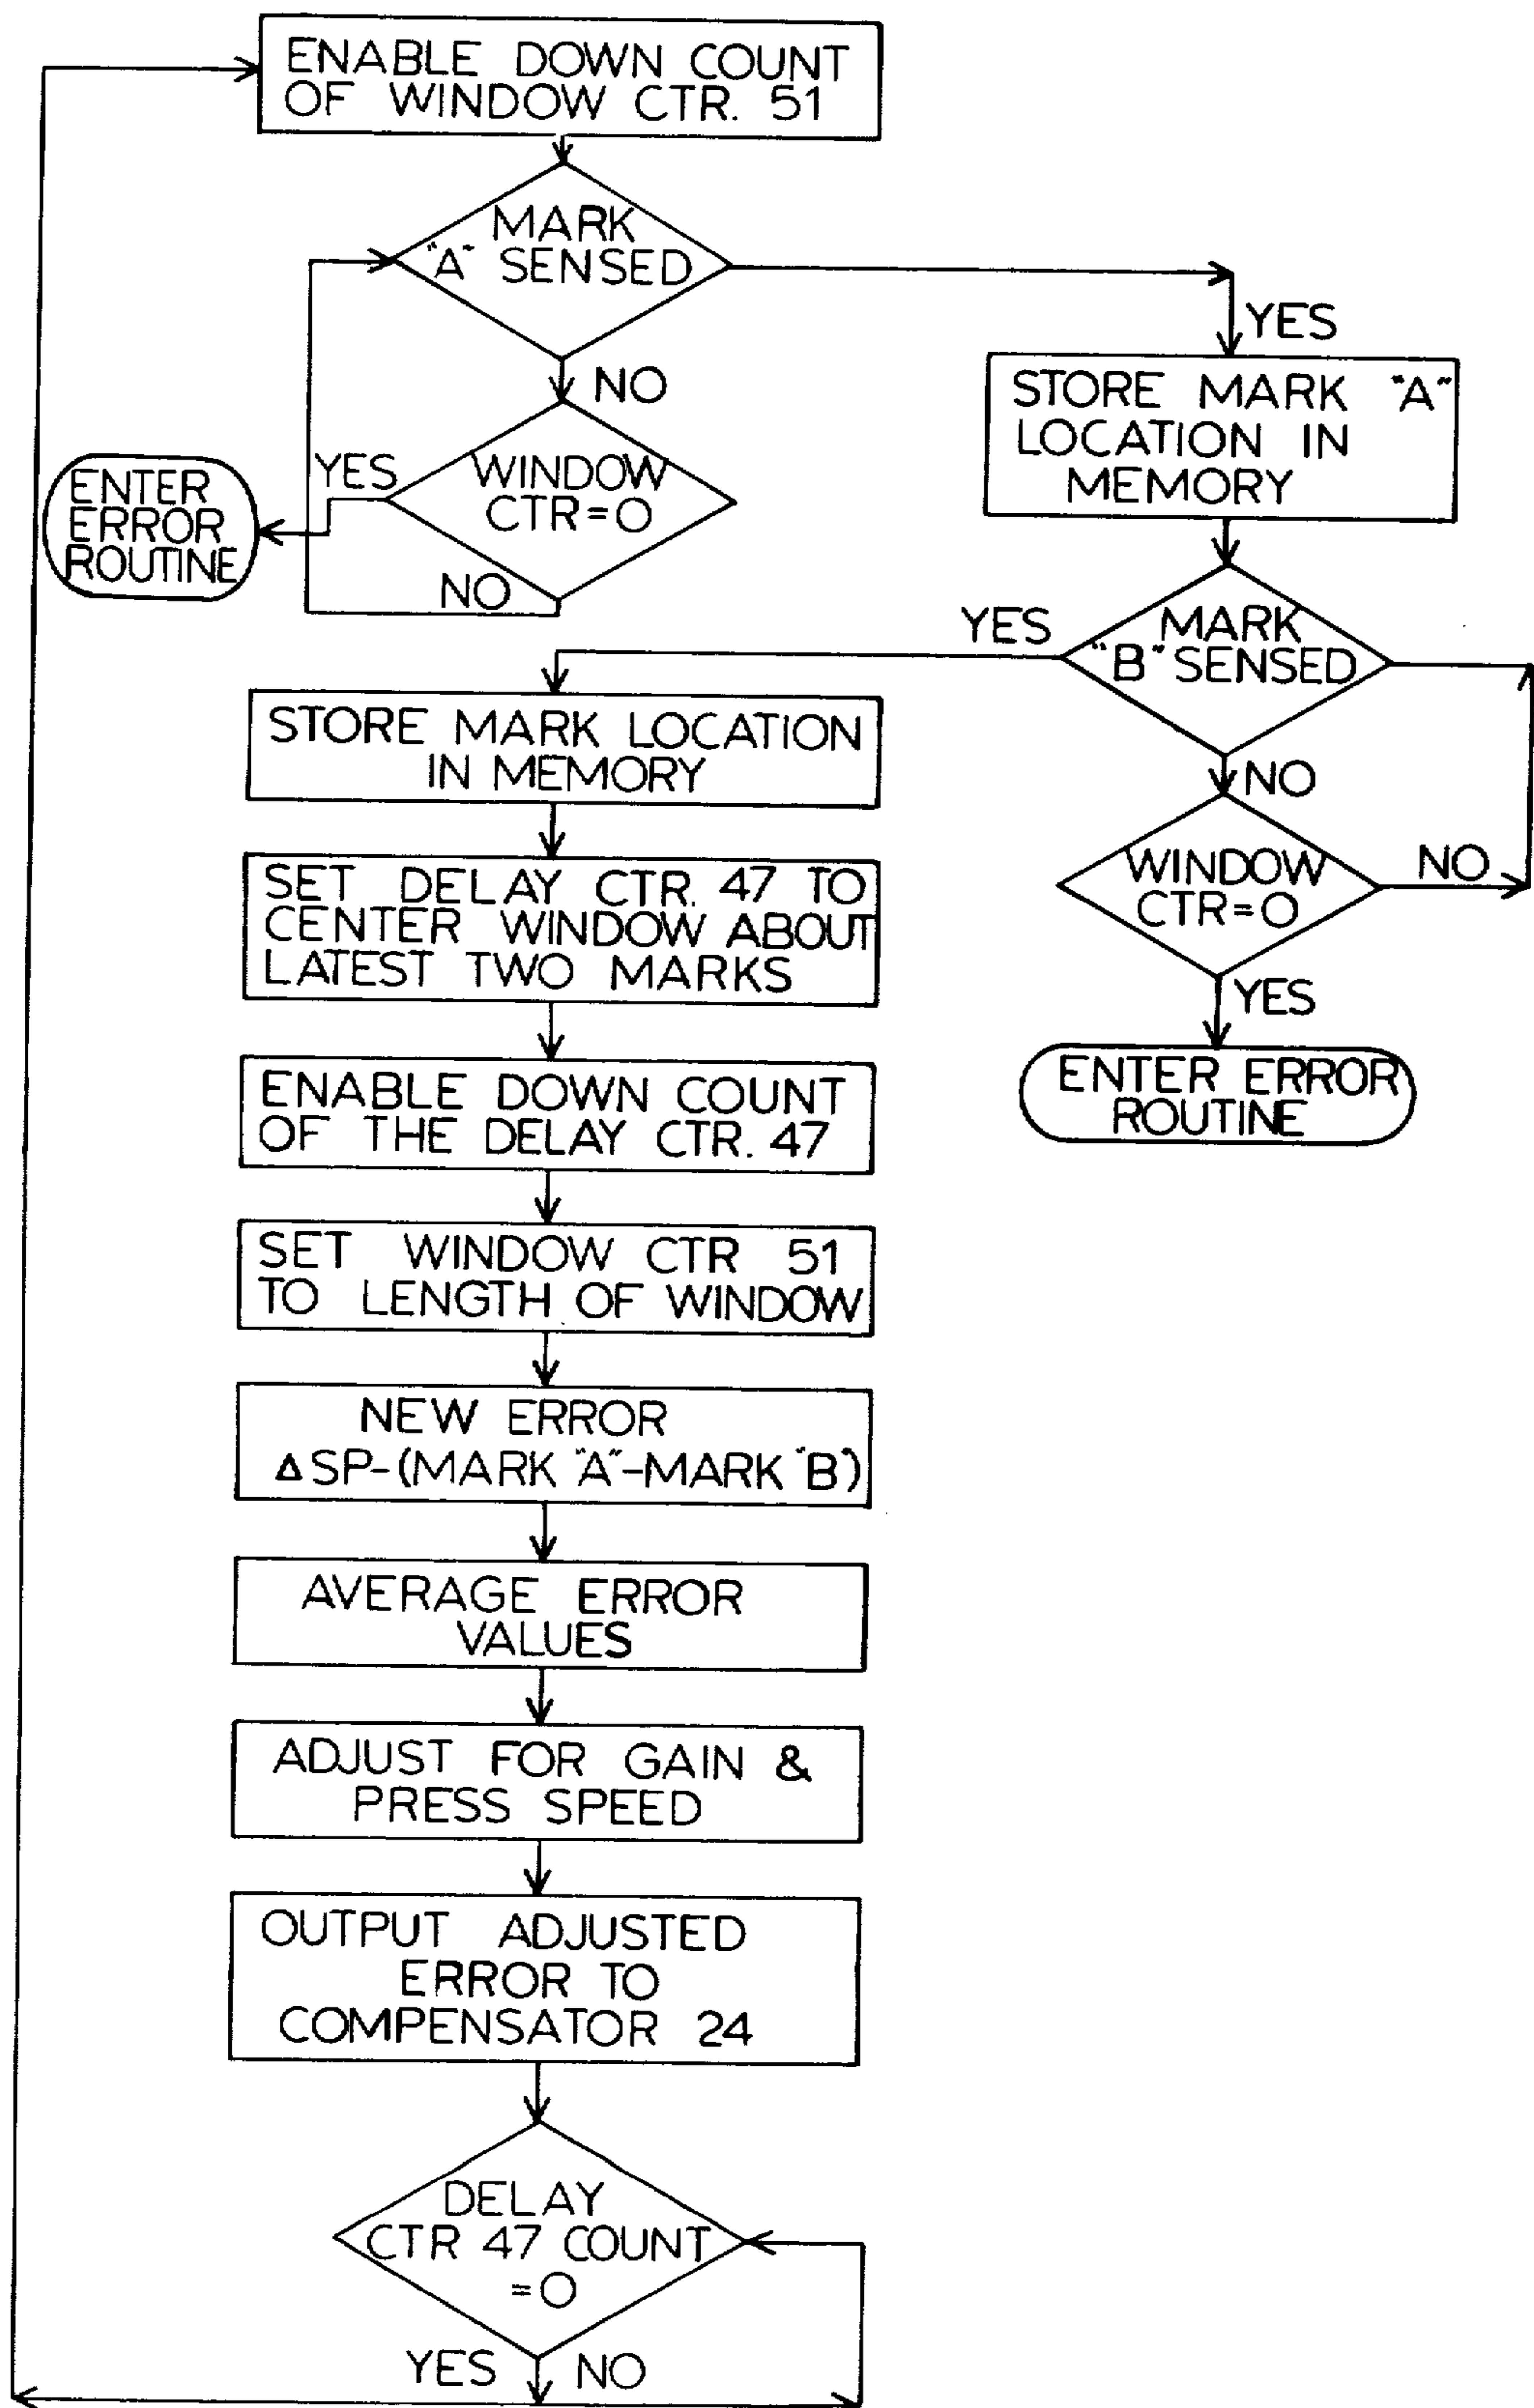 ENABLE DOWN COUNT
OF WINDOW CTR. 51
MARK
"A" SENSED
YES
NO
STORE MARK "A"
LOCATION IN
MEMORY
YES
WINDOW
CTR=0
ENTER
ERROR
ROUTINE
NO
YES
MARK
"B" SENSED
STORE MARK LOCATION
IN MEMORY
NO
WINDOW
CTR=0
NO
SET DELAY CTR. 47 TO
CENTER WINDOW ABOUT
LATEST TWO MARKS
YES
ENTER ERROR
ROUTINE
ENABLE DOWN COUNT
OF THE DELAY CTR. 47
SET WINDOW CTR 51
TO LENGTH OF WINDOW
NEW ERROR
ΔSP-(MARK "A"-MARK "B")
AVERAGE ERROR
VALUES
ADJUST FOR GAIN &
PRESS SPEED
OUTPUT ADJUSTED
ERROR TO
COMPENSATOR 24
DELAY
CTR 47 COUNT
=0
YES NO